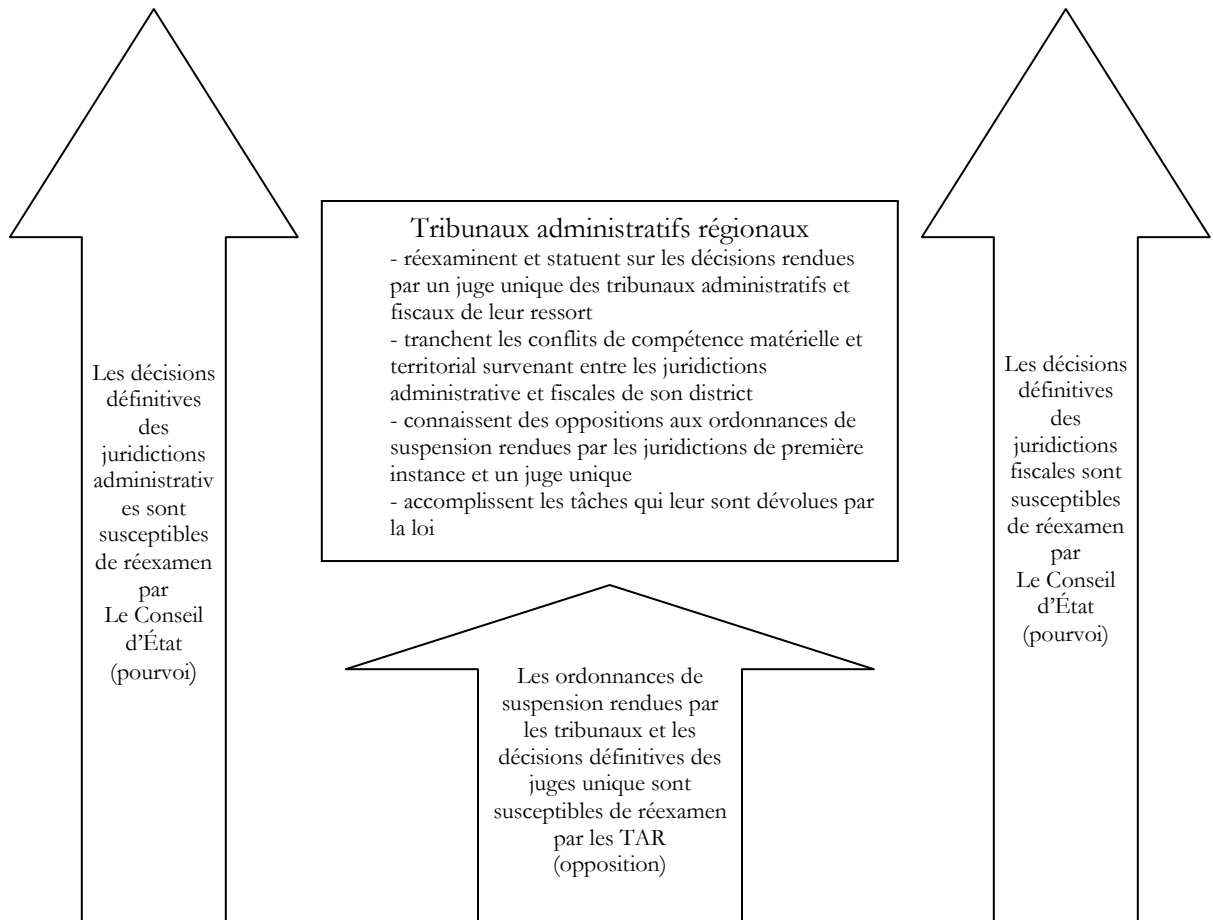 Tribunaux administratifs régionaux
- réexaminent et statuent sur les décisions rendues
par un juge unique des tribunaux administratifs et
fiscaux de leur ressort
- tranchent les conflits de compétence matérielle et
territorial survenant entre les juridictions
administrative et fiscales de son district
- connaissent des oppositions aux ordonnances de
suspension rendues par les juridictions de première
instance et un juge unique
- accomplissent les tâches qui leur sont dévolues par
la loi
Les décisions
définitives
des
juridictions
administrativ
es sont
susceptibles
de réexamen
par
Le Conseil
d’État
(pourvoi)
Les ordonnances de
suspension rendues par
les tribunaux et les
décisions définitives des
juges unique sont
susceptibles de réexamen
par les TAR
(opposition)
Les décisions
définitives
des
juridictions
fiscales sont
susceptibles
de réexamen
par
Le Conseil
d’État
(pourvoi)